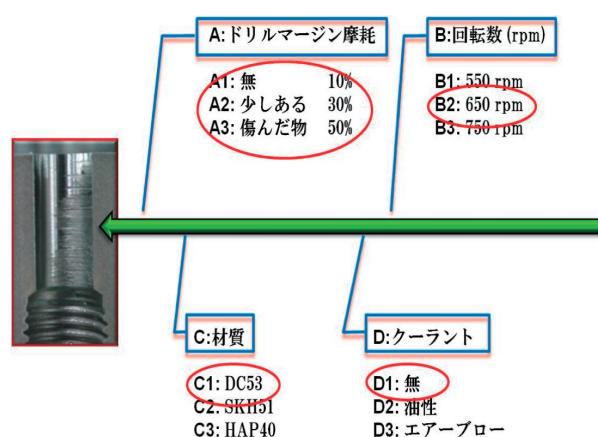 A:ドリルマージン摩耗
A1: 無 10%
A2: 少しある 30%
A3: 傷んだ物 50%
B:回転数 (rpm)
B1: 550 rpm
B2: 650 rpm
B3: 750 rpm
C:材質
C1: DC53
C2: SKH51
C3: HAP40
D:クーラント
D1: 無
D2: 油性
D3: エアーブロー